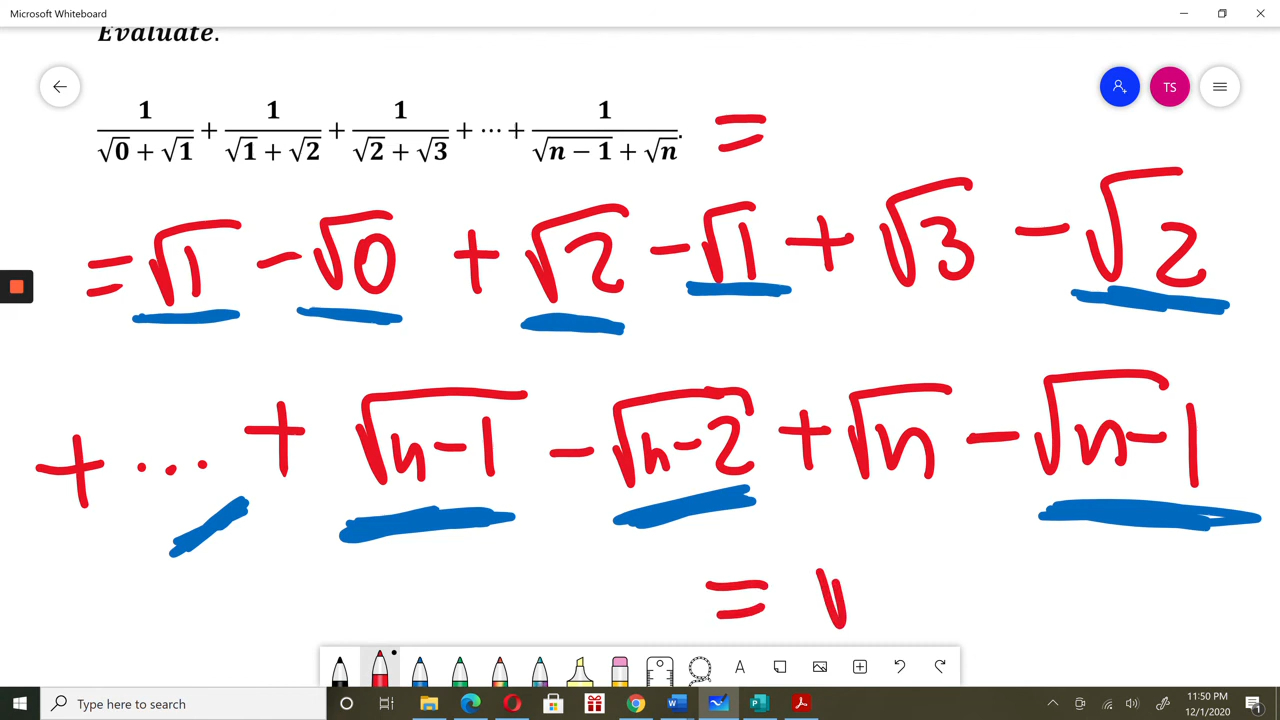 Microsoft Whiteboard
Evaluate.
TS
1/(√0 + √1) + 1/(√1 + √2) + 1/(√2 + √3) + ⋯ + 1/(√(n − 1) + √n). =
= √1 − √0 + √2 − √1 + √3 − √2
+ ... + √(n−1) − √(n−2) + √n − √(n−1)
=
A
Type here to search
11:50 PM
12/1/2020
1